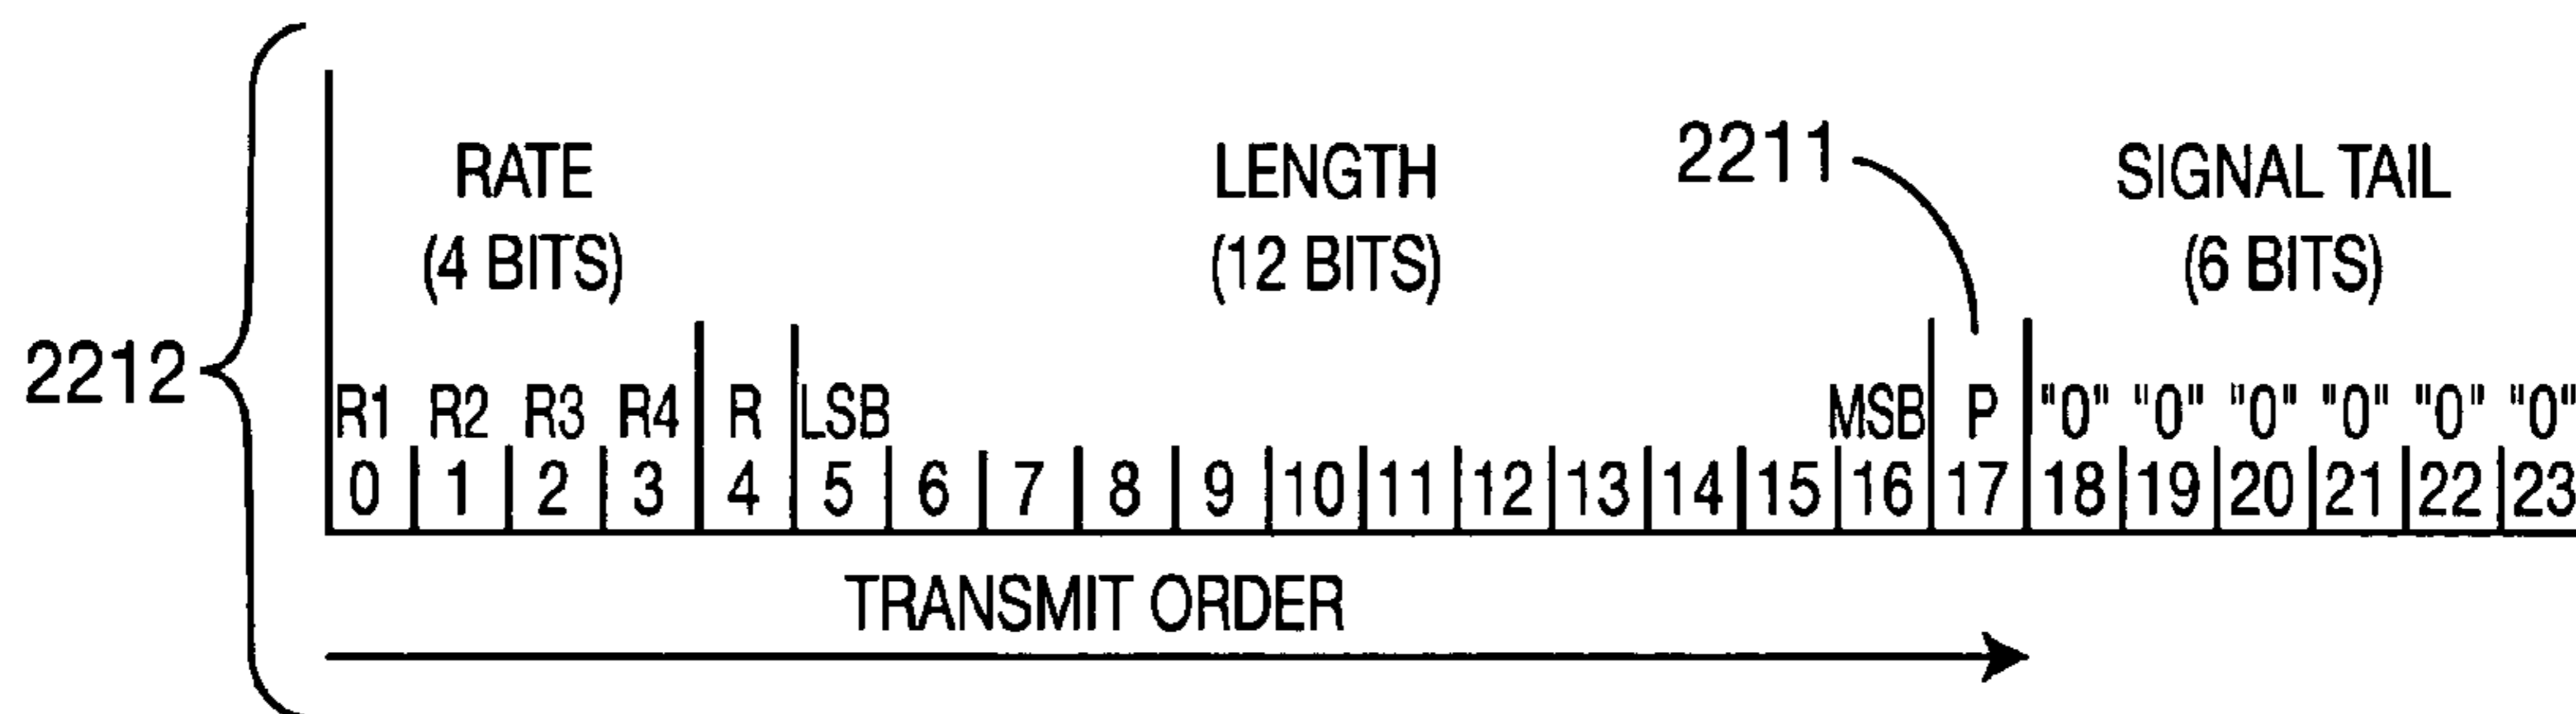 RATE
(4 BITS)
LENGTH
(12 BITS)
2211
SIGNAL TAIL
(6 BITS)
2212
R1 R2 R3 R4 R LSB MSB P "0" "0" "0" "0" "0" "0"
0 1 2 3 4 5 6 7 8 9 10 11 12 13 14 15 16 17 18 19 20 21 22 23
TRANSMIT ORDER